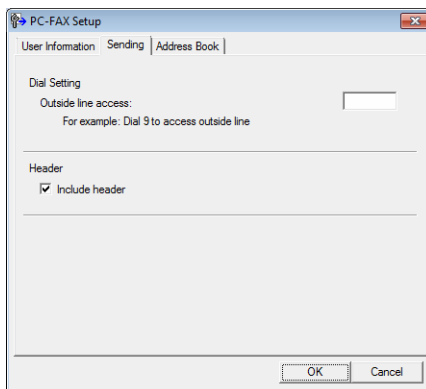 PC-FAX Setup
User Information Sending Address Book
Dial Setting
Outside line access:
For example: Dial 9 to access outside line
Header
Include header
OK Cancel